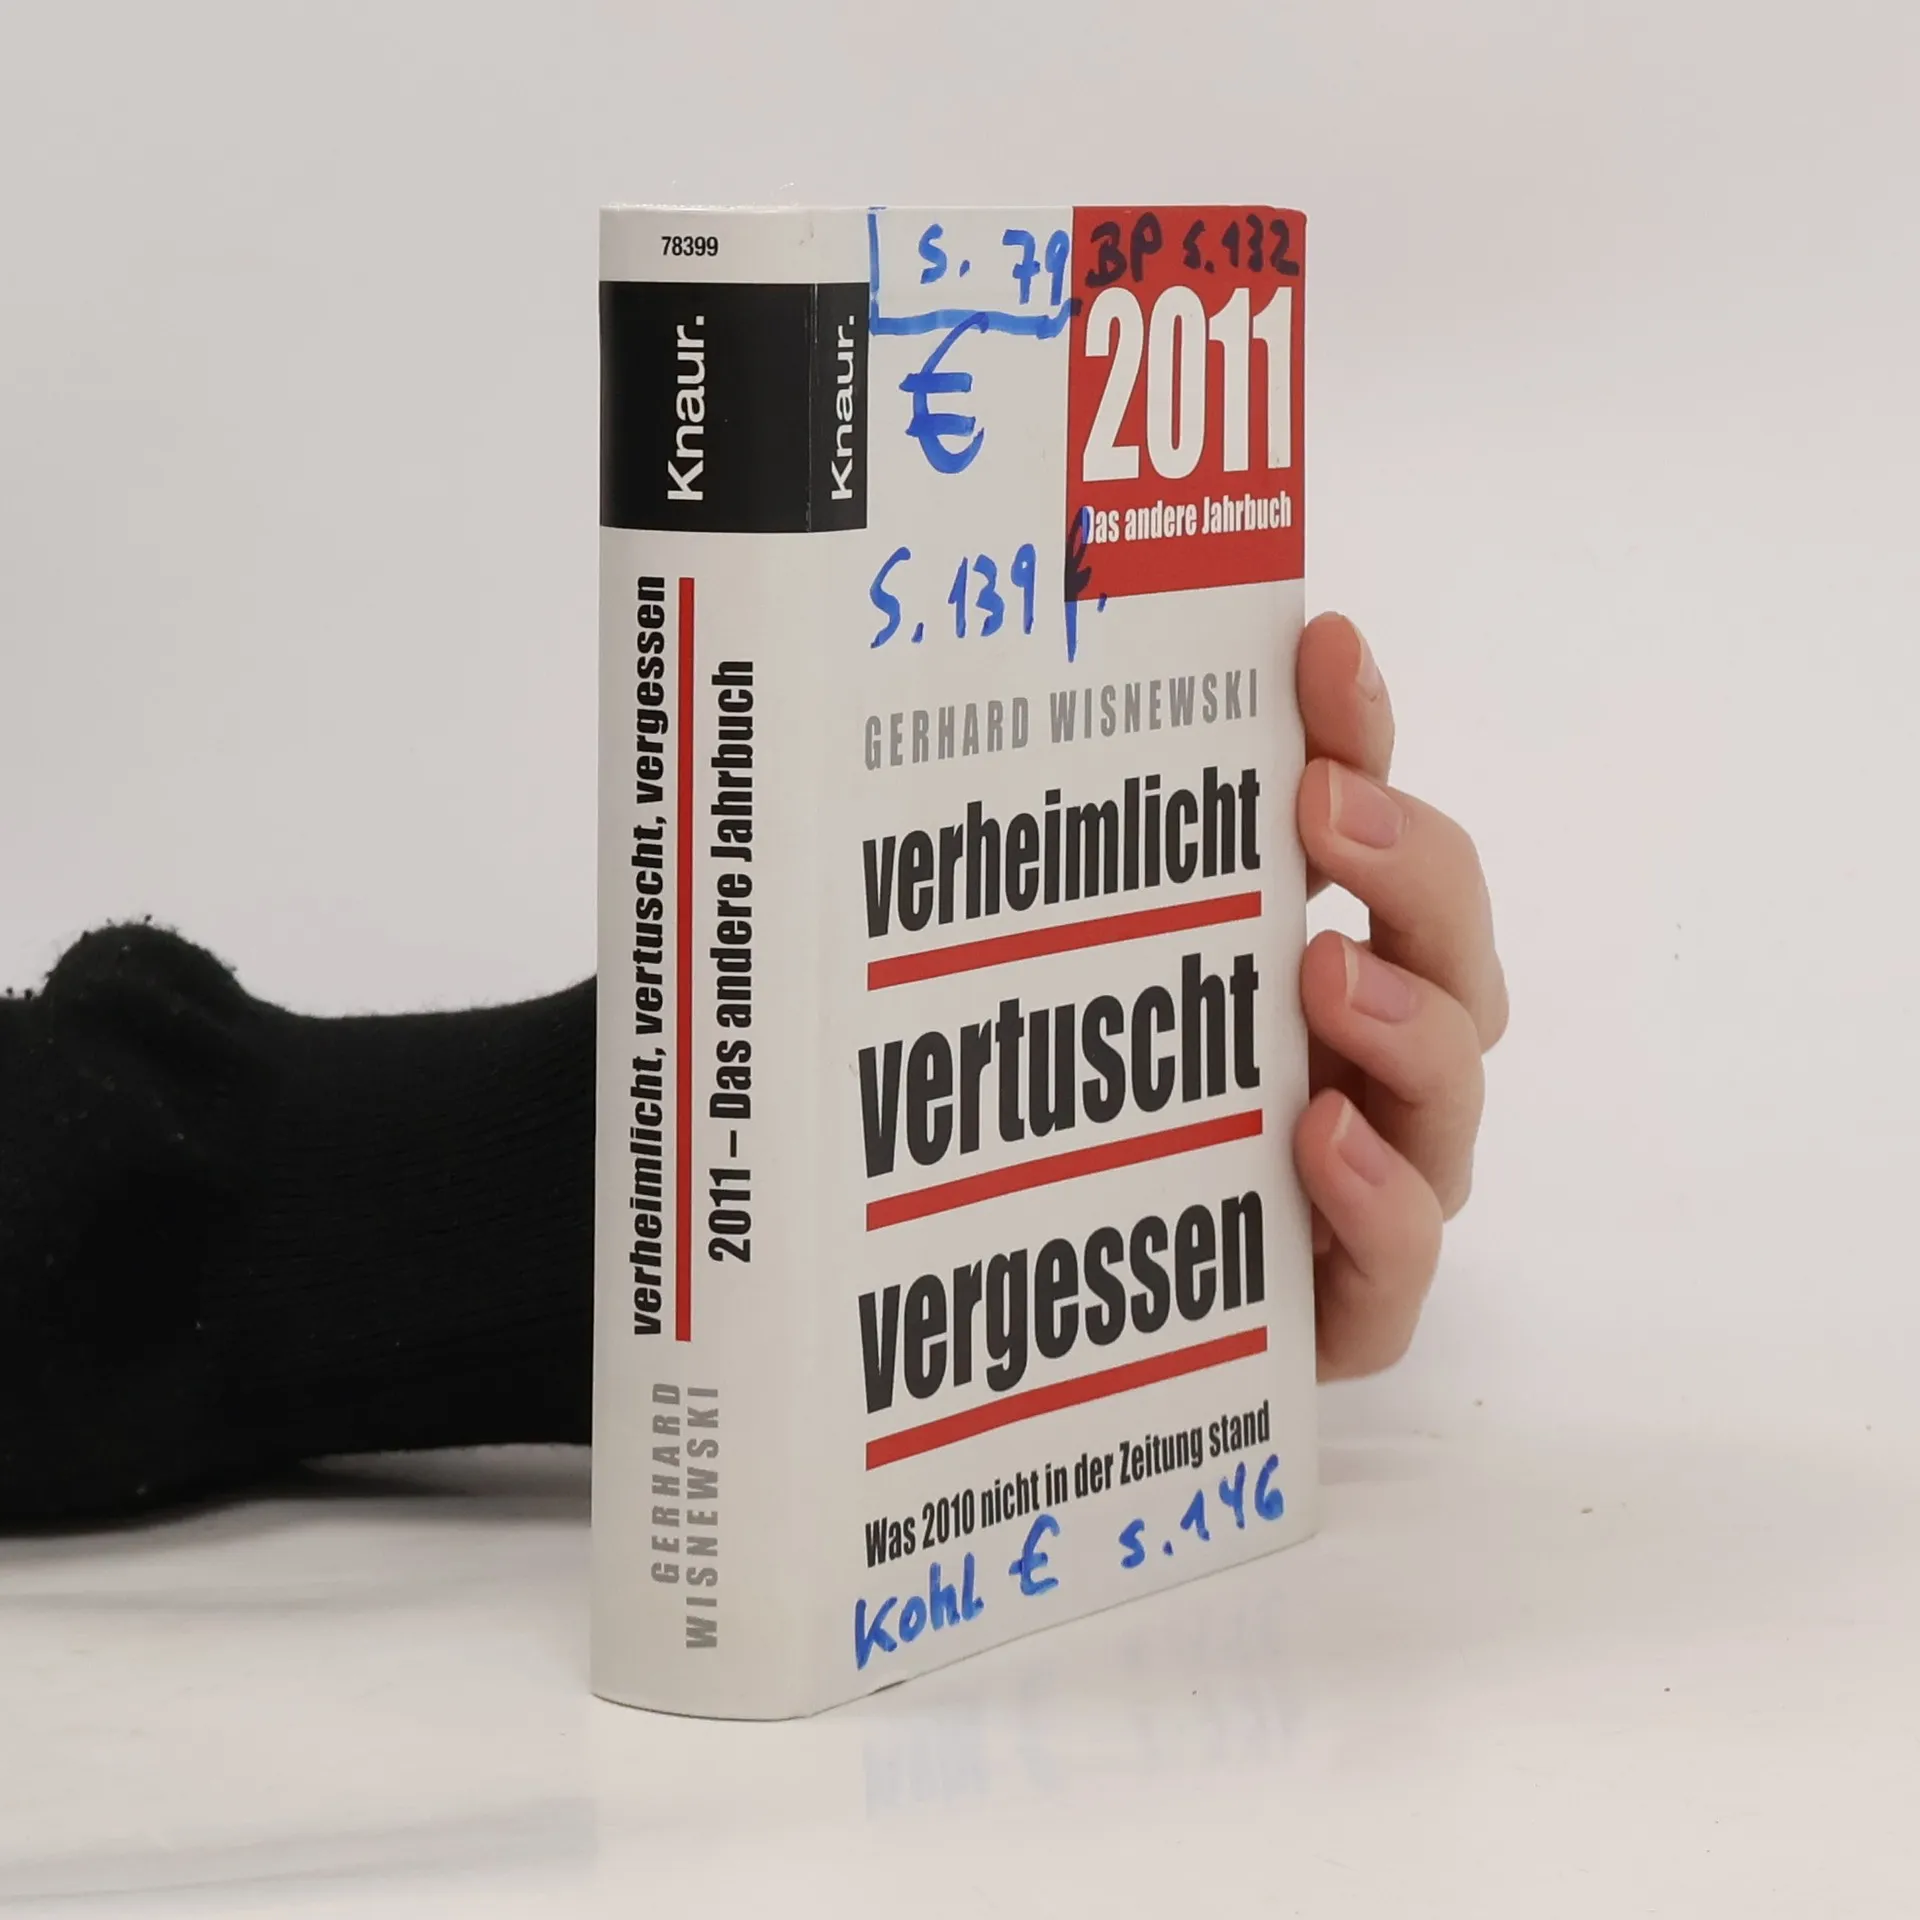 78399
Knaur.
verheimlicht, vertuscht, vergessen
2011 – Das andere Jahrbuch
GERHARD
WISNEWSKI
Knaur.
S. 79
BP S. 132
€
2011
Das andere Jahrbuch
S. 139 f.
GERHARD WISNEWSKI
verheimlicht
vertuscht
vergessen
Was 2010 nicht in der Zeitung stand
Kohl € S. 146